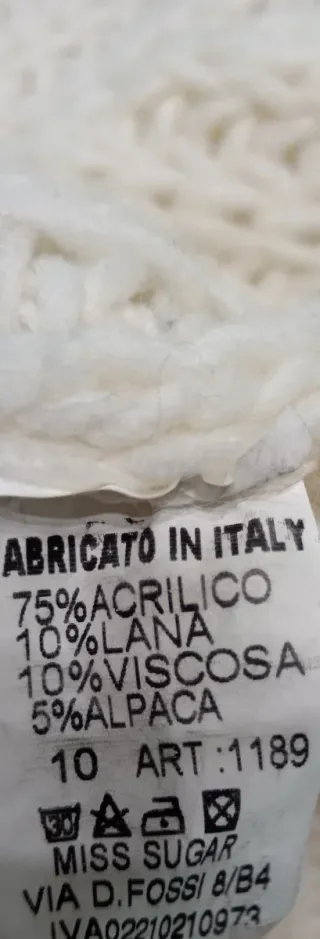 ABRICATO IN ITALY
75%ACRILICO
10%LANA
10%VISCOSA
5%ALPACA
10 ART:1189
30
MISS SUGAR
VIA D.FOSSI 8/B4
IVA02210210973